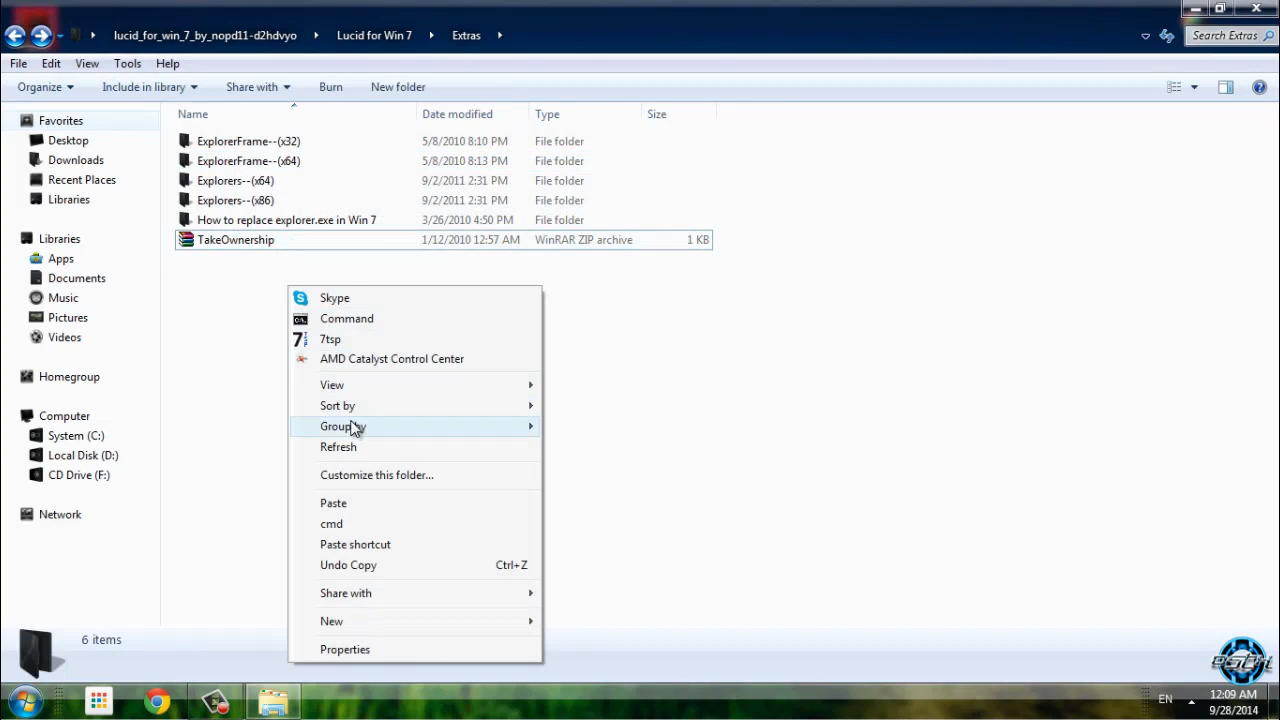 lucid_for_win_7_by_nopd11-d2hdvyo Lucid for Win 7 Extras Search Extras
File Edit View Tools Help
Organize Include in library Share with Burn New folder
Name Date modified Type Size
Favorites
Desktop
Downloads
Recent Places
Libraries
Libraries
Apps
Documents
Music
Pictures
Videos
Homegroup
Computer
System (C:)
Local Disk (D:)
CD Drive (F:)
Network
ExplorerFrame--(x32) 5/8/2010 8:10 PM File folder
ExplorerFrame--(x64) 5/8/2010 8:13 PM File folder
Explorers--(x64) 9/2/2011 2:31 PM File folder
Explorers--(x86) 9/2/2011 2:31 PM File folder
How to replace explorer.exe in Win 7 3/26/2010 4:50 PM File folder
TakeOwnership 1/12/2010 12:57 AM WinRAR ZIP archive 1 KB
Skype
Command
7tsp
AMD Catalyst Control Center
View
Sort by
Group by
Refresh
Customize this folder...
Paste
cmd
Paste shortcut
Undo Copy Ctrl+Z
Share with
New
Properties
6 items
EN 12:09 AM
9/28/2014